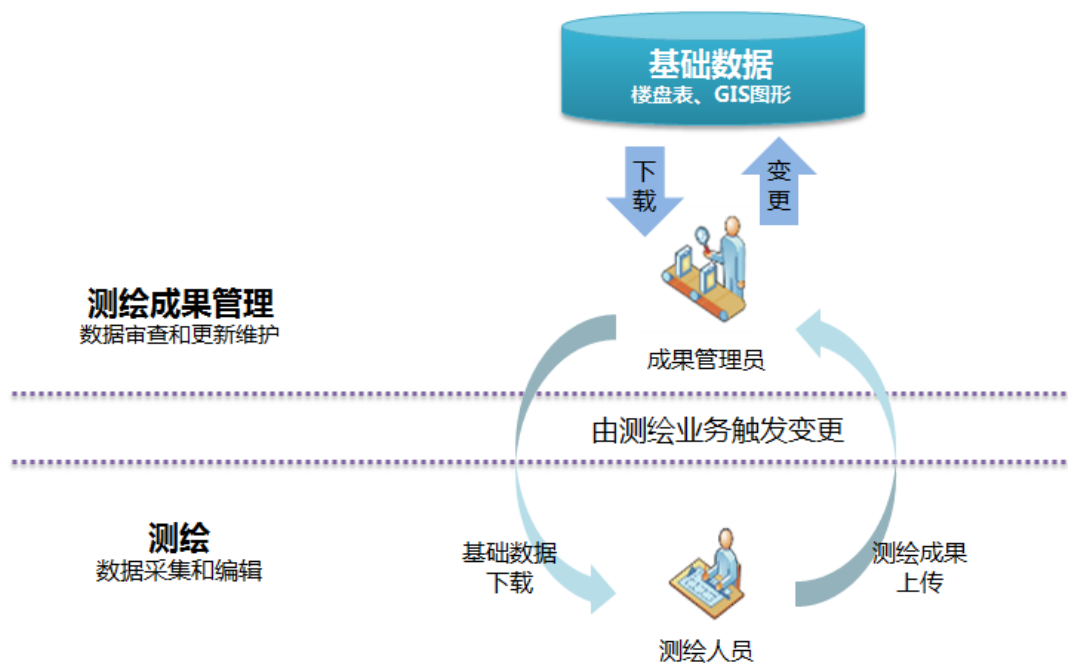 基础数据
楼盘表、GIS图形
下载
变更
测绘成果管理
数据审查和更新维护
成果管理员
由测绘业务触发变更
测绘
数据采集和编辑
基础数据
下载
测绘成果
上传
测绘人员